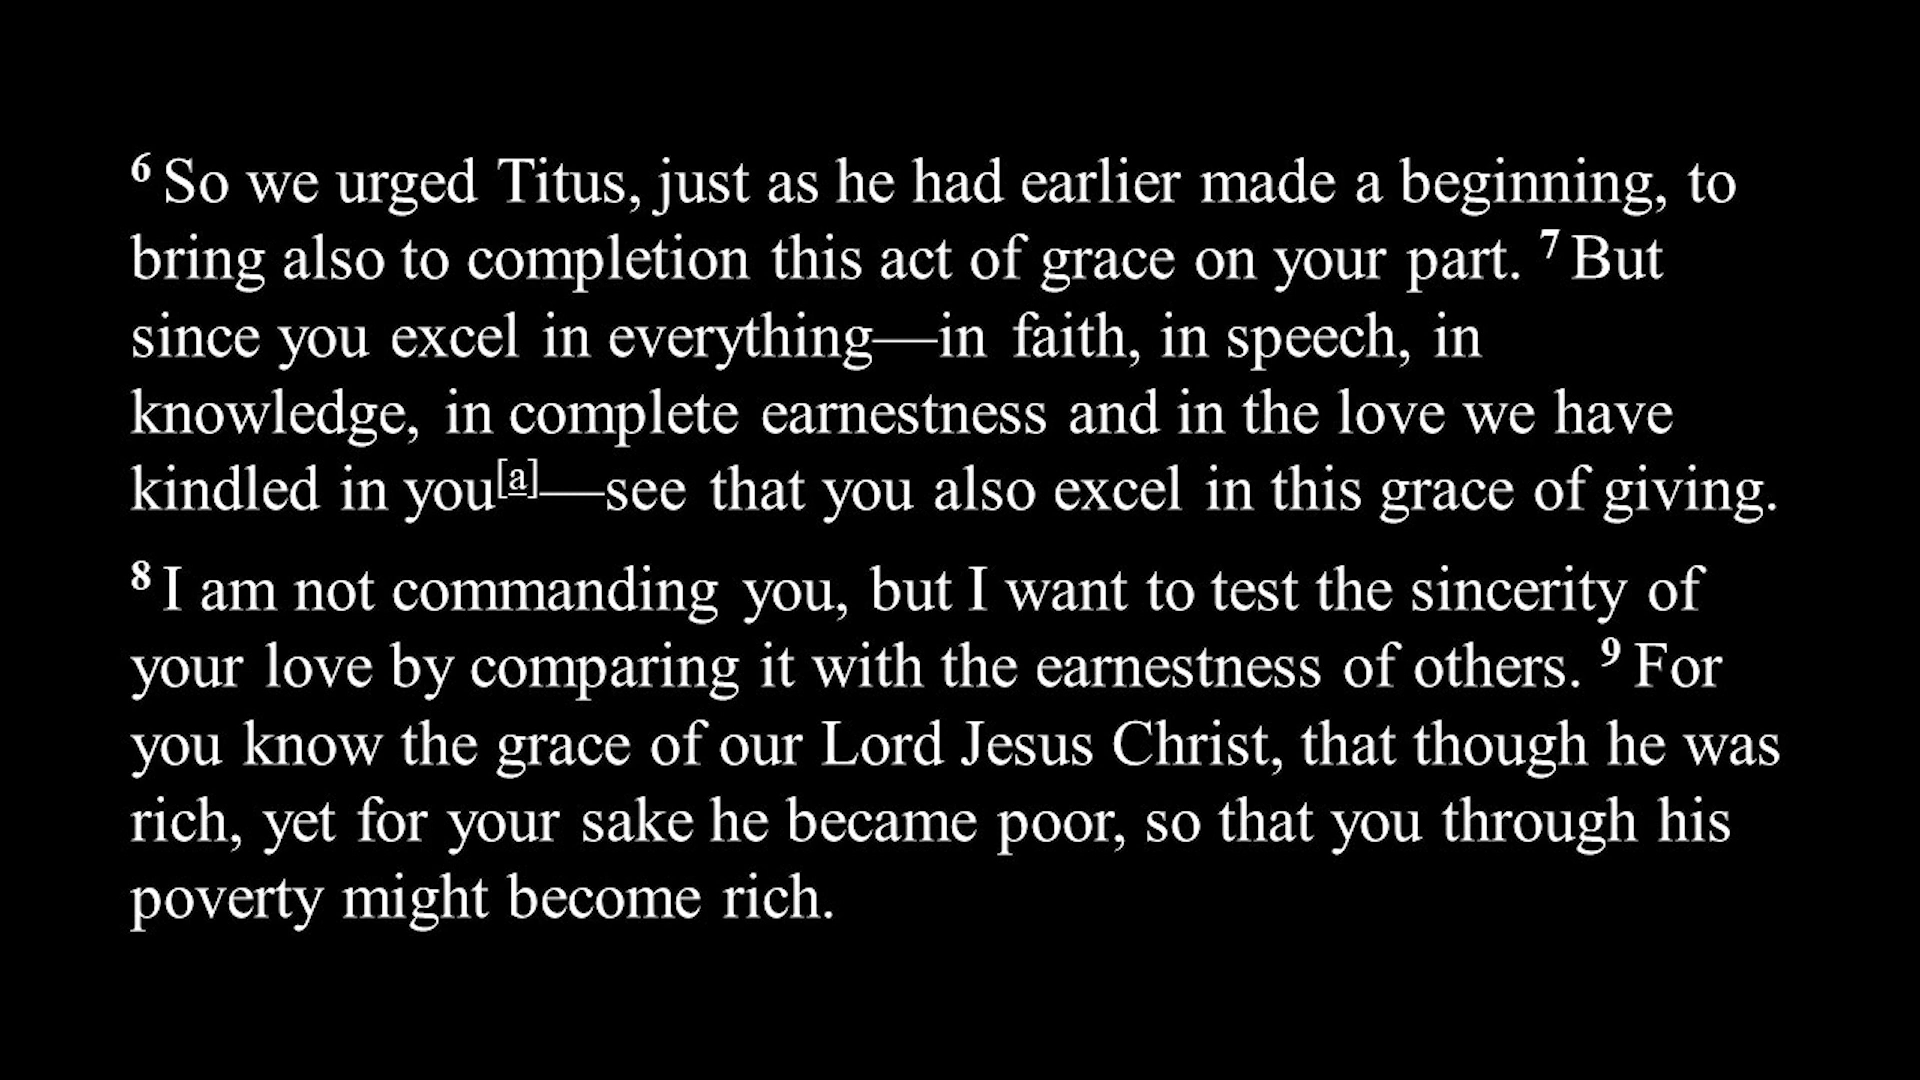 6 So we urged Titus, just as he had earlier made a beginning, to
bring also to completion this act of grace on your part. 7 But
since you excel in everything—in faith, in speech, in
knowledge, in complete earnestness and in the love we have
kindled in you[a]—see that you also excel in this grace of giving.
8 I am not commanding you, but I want to test the sincerity of
your love by comparing it with the earnestness of others. 9 For
you know the grace of our Lord Jesus Christ, that though he was
rich, yet for your sake he became poor, so that you through his
poverty might become rich.